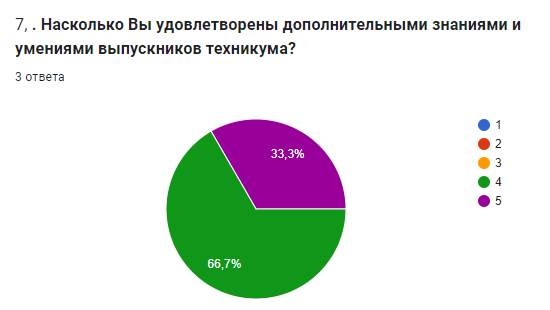 7, . Насколько Вы удовлетворены дополнительными знаниями и
умениями выпускников техникума?
3 ответа
33,3%
66,7%
1
2
3
4
5